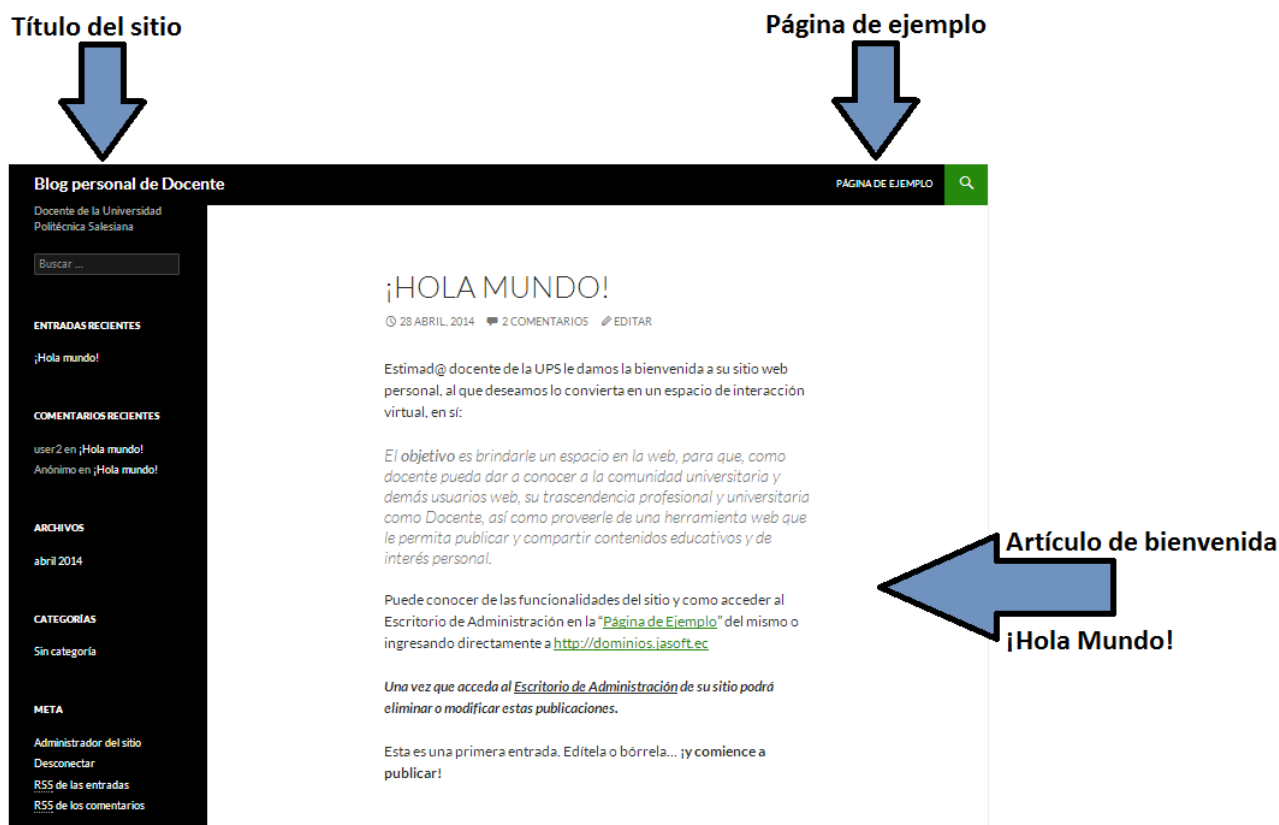 Título del sitio
Página de ejemplo
Blog personal de Docente
PÁGINA DE EJEMPLO
Docente de la Universidad
Politécnica Salesiana
Buscar ...
ENTRADAS RECIENTES
¡Hola mundo!
COMENTARIOS RECIENTES
user2 en ¡Hola mundo!
Anónimo en ¡Hola mundo!
ARCHIVOS
abril 2014
CATEGORÍAS
Sin categoría
META
Administrador del sitio
Desconectar
RSS de las entradas
RSS de los comentarios
¡HOLA MUNDO!
28 ABRIL, 2014 2 COMENTARIOS EDITAR
Estimad@ docente de la UPS le damos la bienvenida a su sitio web
personal, al que deseamos lo convierta en un espacio de interacción
virtual, en sí:
El objetivo es brindarle un espacio en la web, para que, como
docente pueda dar a conocer a la comunidad universitaria y
demás usuarios web, su trascendencia profesional y universitaria
como Docente, así como proveerle de una herramienta web que
le permita publicar y compartir contenidos educativos y de
interés personal.
Puede conocer de las funcionalidades del sitio y como acceder al
Escritorio de Administración en la “Página de Ejemplo” del mismo o
ingresando directamente a http://dominios.jasoft.ec
Una vez que acceda al Escritorio de Administración de su sitio podrá
eliminar o modificar estas publicaciones.
Esta es una primera entrada. Edítela o bórrela… ¡y comience a
publicar!
Artículo de bienvenida
¡Hola Mundo!